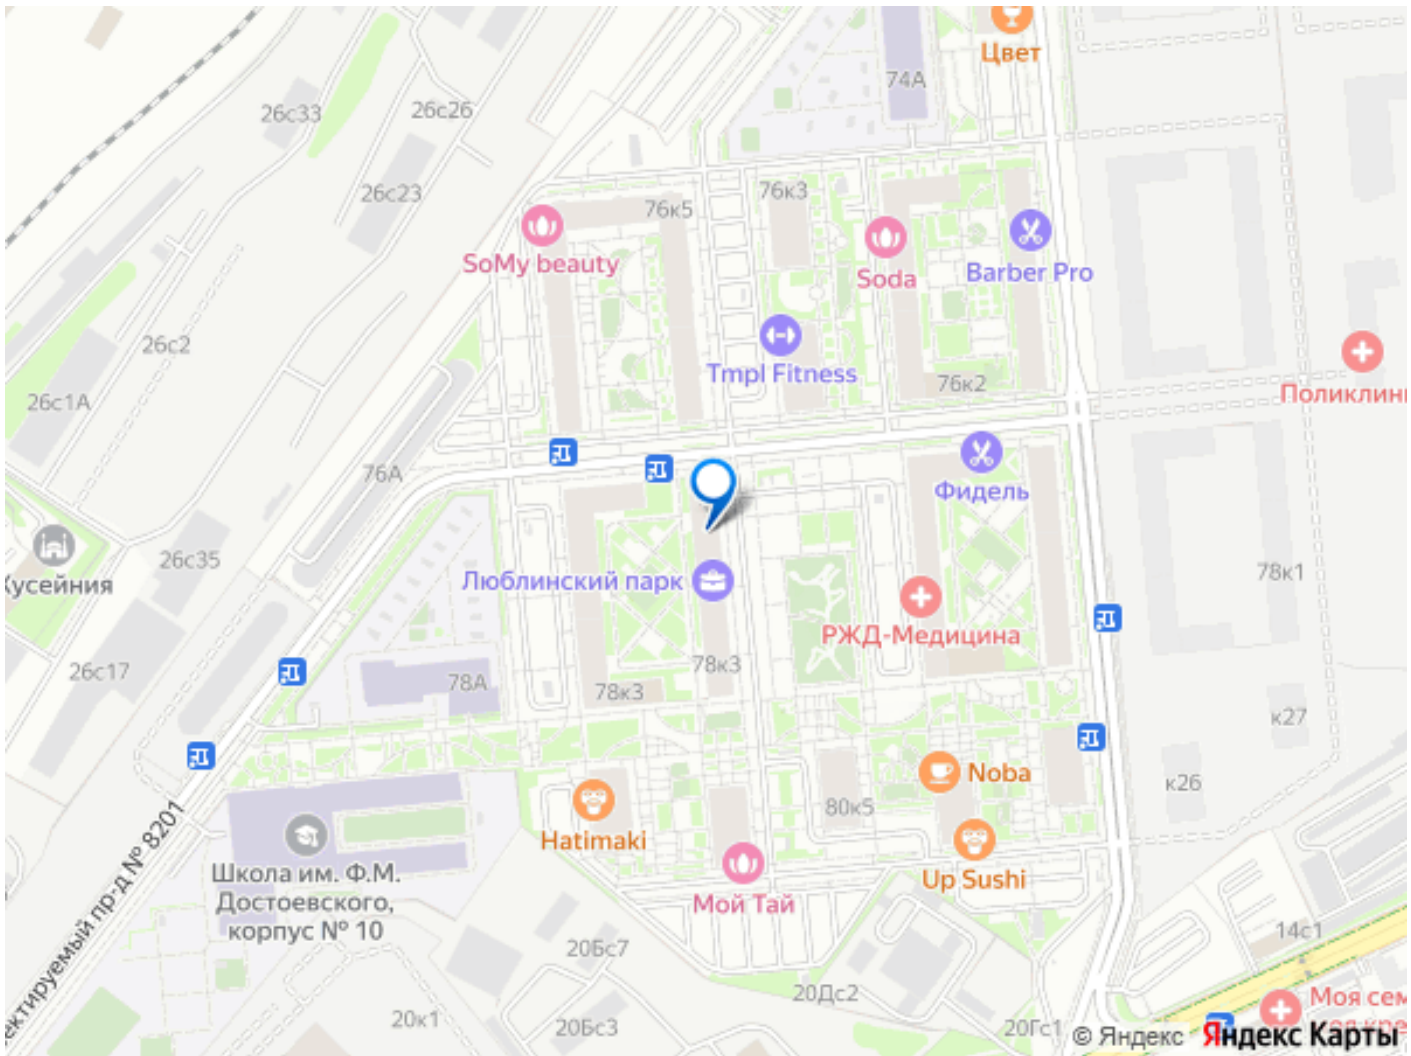 Цвет
74А
26с33
26с26
26с23
76к5
76к3
SoMy beauty
Soda
Barber Pro
26с2
Tmpl Fitness
76к2
26с1А
76А
Фидель
26с35
Люблинский парк
78к1
РЖД-Медицина
26с17
78А
78к3
78к3
к27
к26
Noba
80к5
Hatimaki
Up Sushi
Мой Тай
Школа им. Ф.М.
Достоевского,
корпус № 10
пр-д № 8201
20Бс7
14с1
20Дс2
20к1
20Бс3
20Гс1
Моя
© Яндекс Яндекс Карты